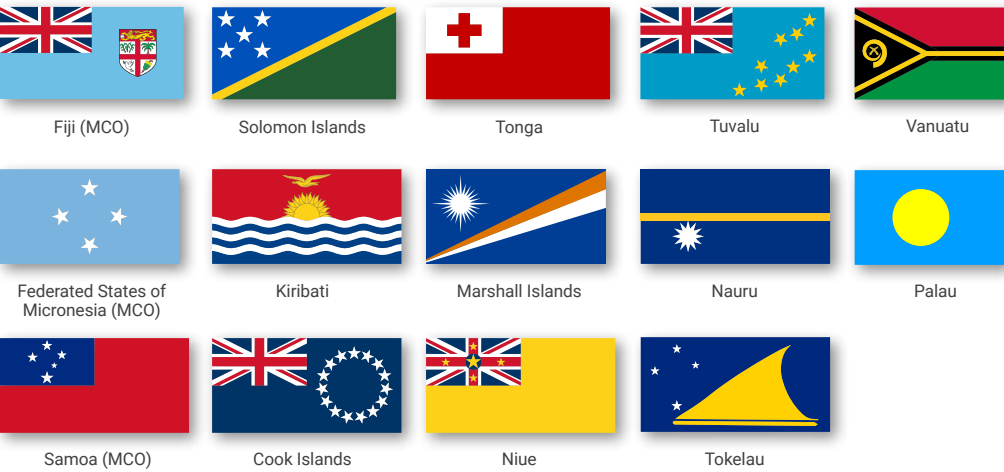 Fiji (MCO)
Solomon Islands
Tonga
Tuvalu
Vanuatu
Federated States of
Micronesia (MCO)
Kiribati
Marshall Islands
Nauru
Palau
Samoa (MCO)
Cook Islands
Niue
Tokelau